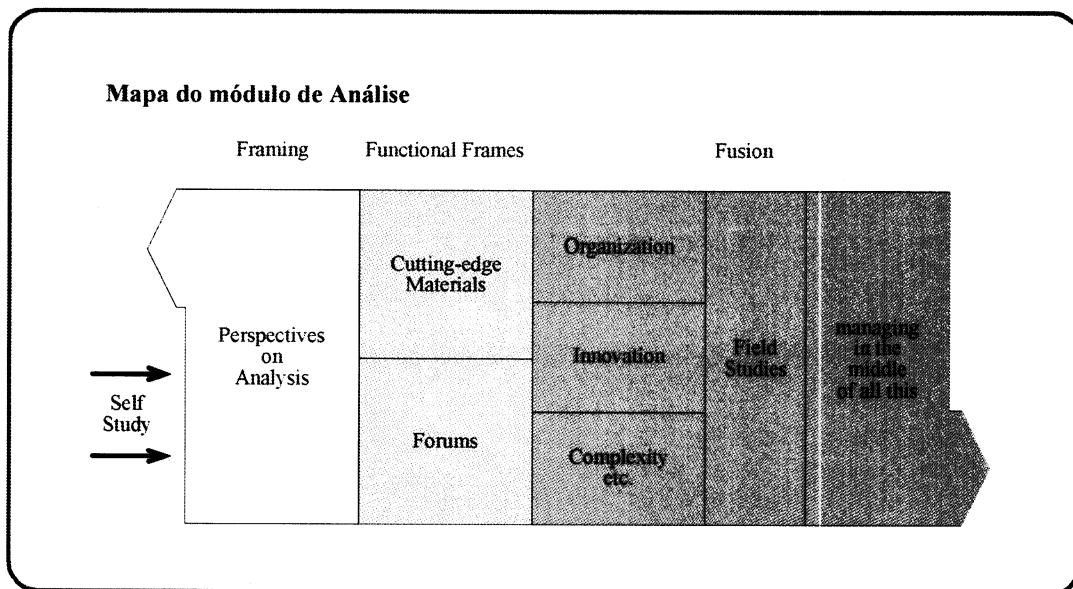 Mapa do módulo de Análise
Framing
Functional Frames
Fusion
Self
Study
Perspectives
on
Analysis
Cutting-edge
Materials
Forums
Organization
Innovation
Complexity
etc.
Field
Studies
managing
in the
middle
of all this